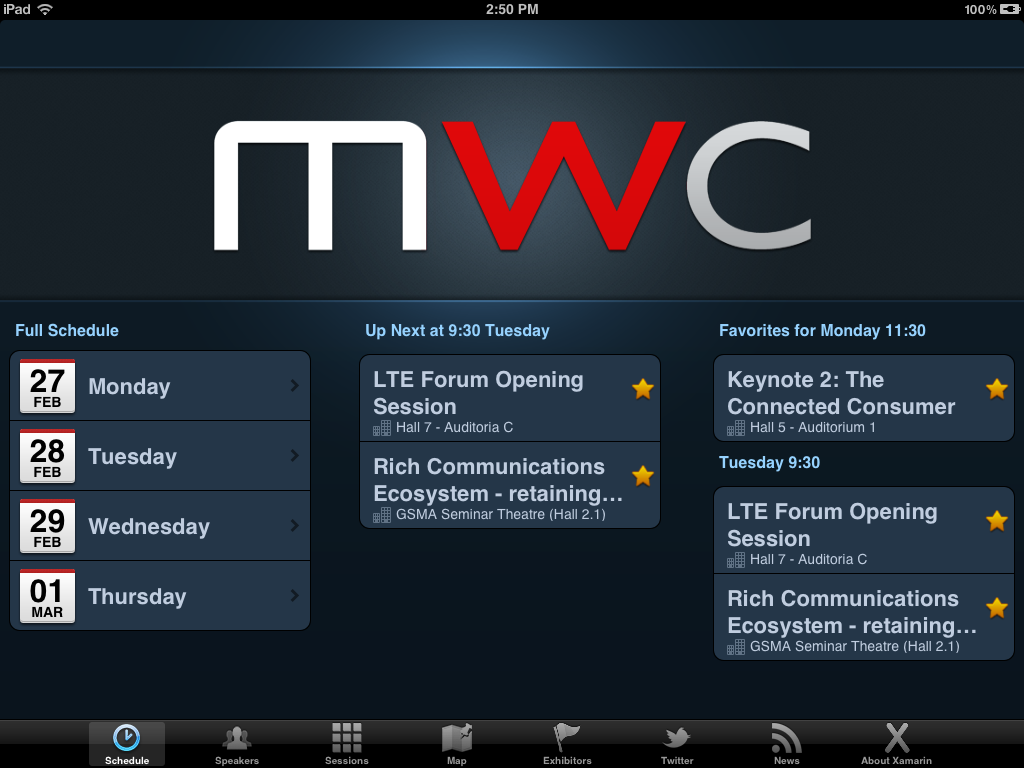 iPad
2:50 PM
100%
mwc
Full Schedule
27
FEB
Monday
28
FEB
Tuesday
29
FEB
Wednesday
01
MAR
Thursday
Up Next at 9:30 Tuesday
LTE Forum Opening
Session
Hall 7 - Auditoria C
Rich Communications
Ecosystem - retaining...
GSMA Seminar Theatre (Hall 2.1)
Favorites for Monday 11:30
Keynote 2: The
Connected Consumer
Hall 5 - Auditorium 1
Tuesday 9:30
LTE Forum Opening
Session
Hall 7 - Auditoria C
Rich Communications
Ecosystem - retaining...
GSMA Seminar Theatre (Hall 2.1)
Schedule
Speakers
Sessions
Map
Exhibitors
Twitter
News
About Xamarin